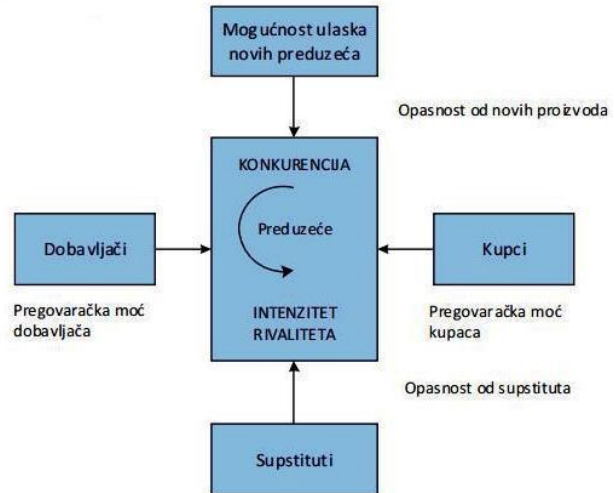 Mogućnost ulaska
novih preduzeća
Opasnost od novih proizvoda
KONKURENCIJA
Preduzeće
Dobavljači
Kupci
Pregovaračka moć
dobavljača
INTENZITET
RIVALITETA
Pregovaračka moć
kupaca
Opasnost od supstituta
Supstituti